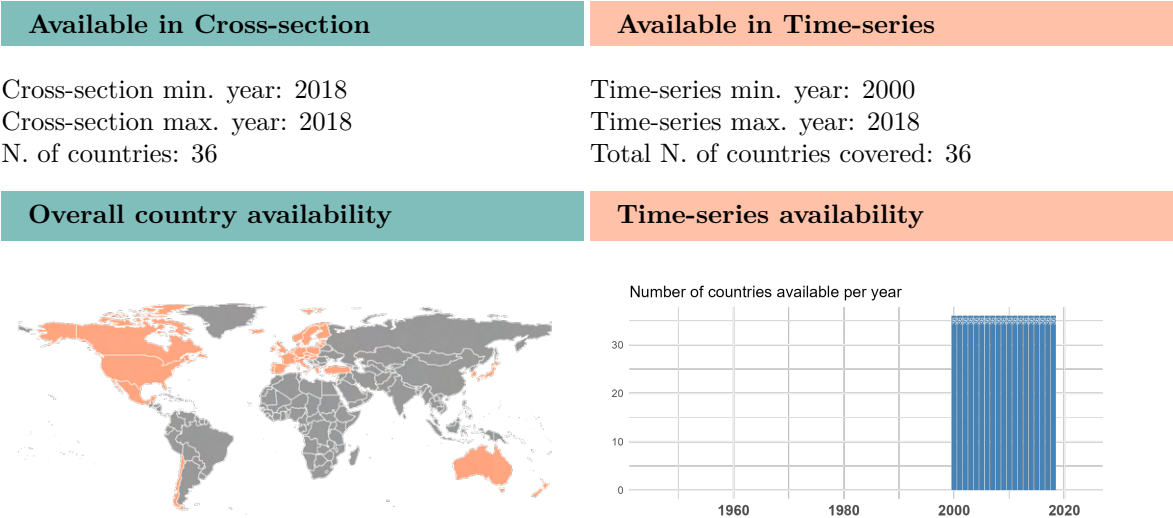 Available in Cross-section
Available in Time-series
Cross-section min. year: 2018
Cross-section max. year: 2018
N. of countries: 36
Time-series min. year: 2000
Time-series max. year: 2018
Total N. of countries covered: 36
Overall country availability
Time-series availability
Number of countries available per year
30
20
10
0
1960
1980
2000
2020